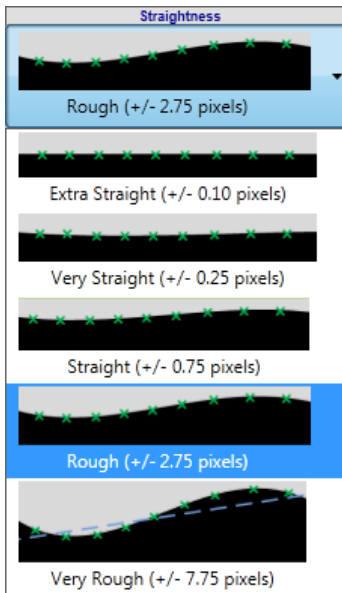 Straightness
Rough (+/- 2.75 pixels)
Extra Straight (+/- 0.10 pixels)
Very Straight (+/- 0.25 pixels)
Straight (+/- 0.75 pixels)
Rough (+/- 2.75 pixels)
Very Rough (+/- 7.75 pixels)